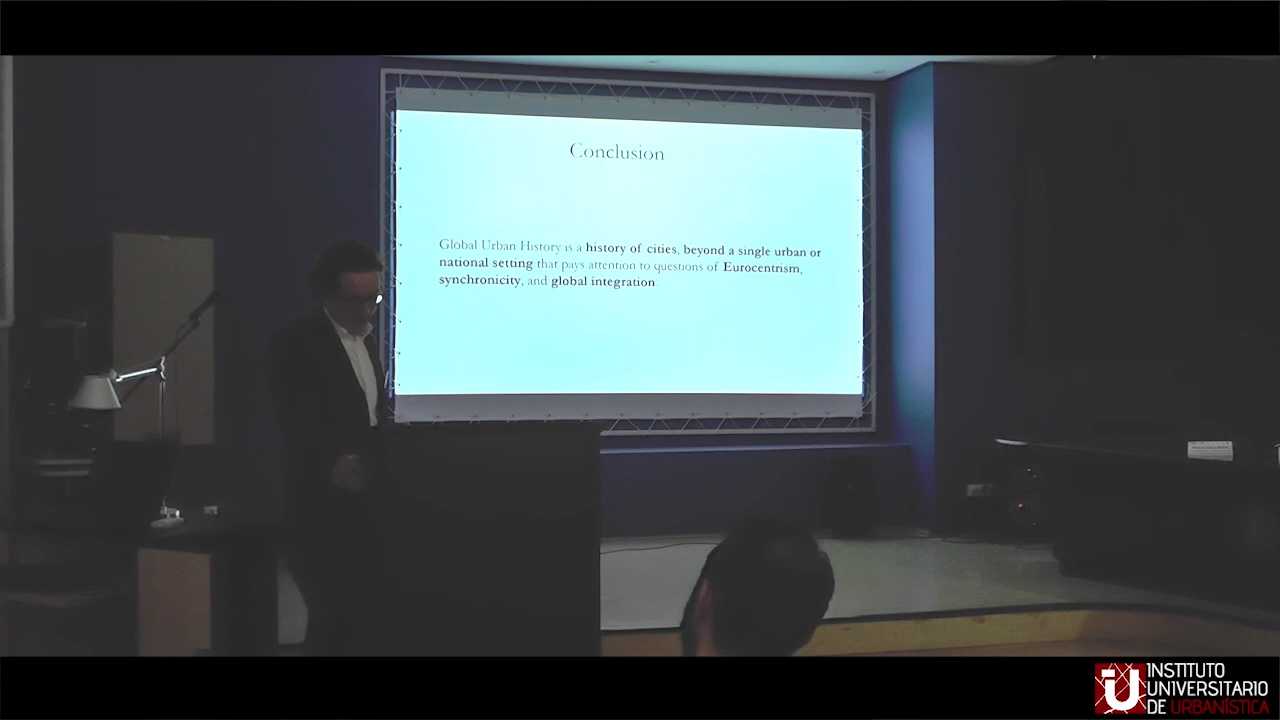 Conclusion
Global Urban History is a history of cities, beyond a single urban or
national setting that pays attention to questions of Eurocentrism,
synchronicity, and global integration.
INSTITUTO
UNIVERSITARIO
DE URBANÍSTICA